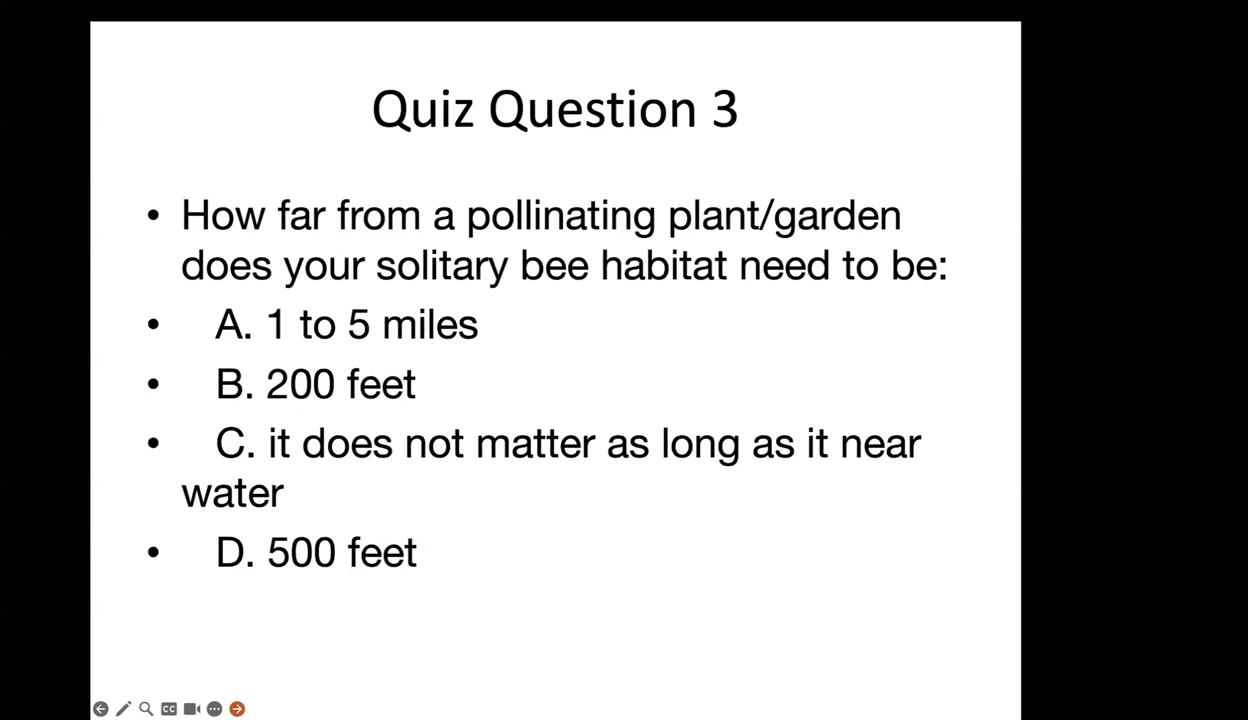 Quiz Question 3
• How far from a pollinating plant/garden
does your solitary bee habitat need to be:
• A. 1 to 5 miles
• B. 200 feet
• C. it does not matter as long as it near
water
• D. 500 feet
CC